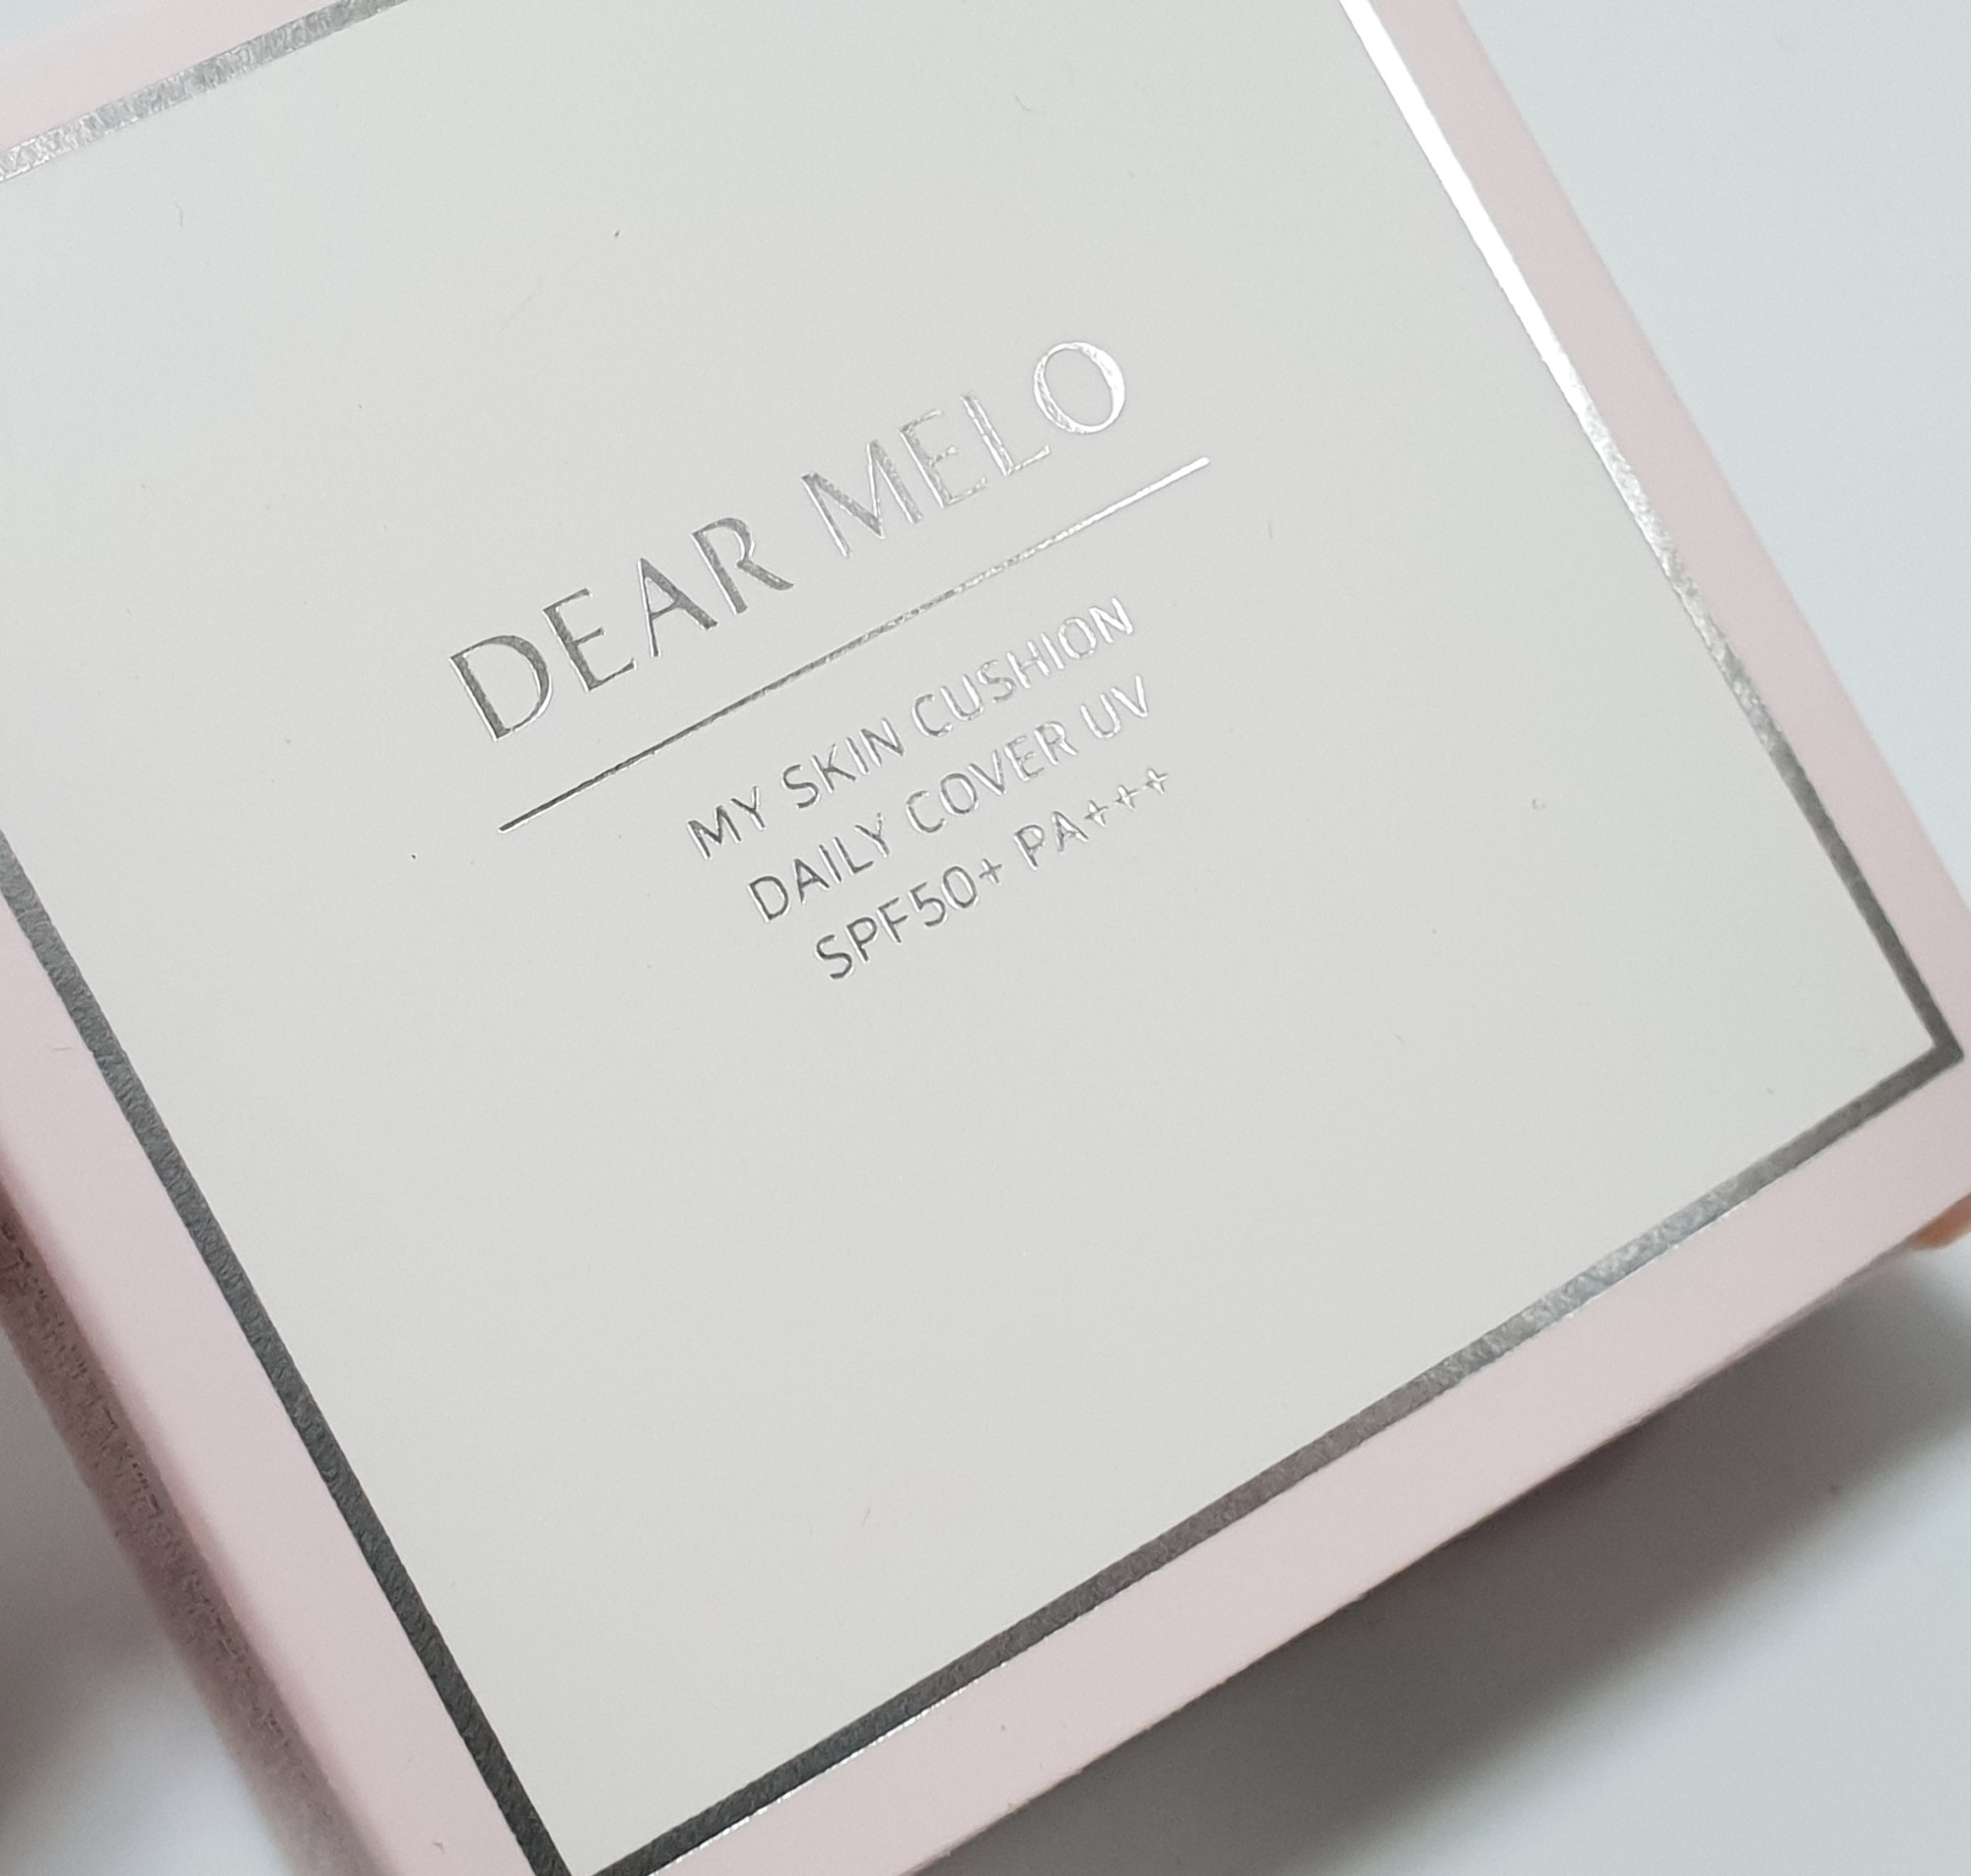 DEAR MELO
MY SKIN CUSHION
DAILY COVER UV
SPF50+ PA+++